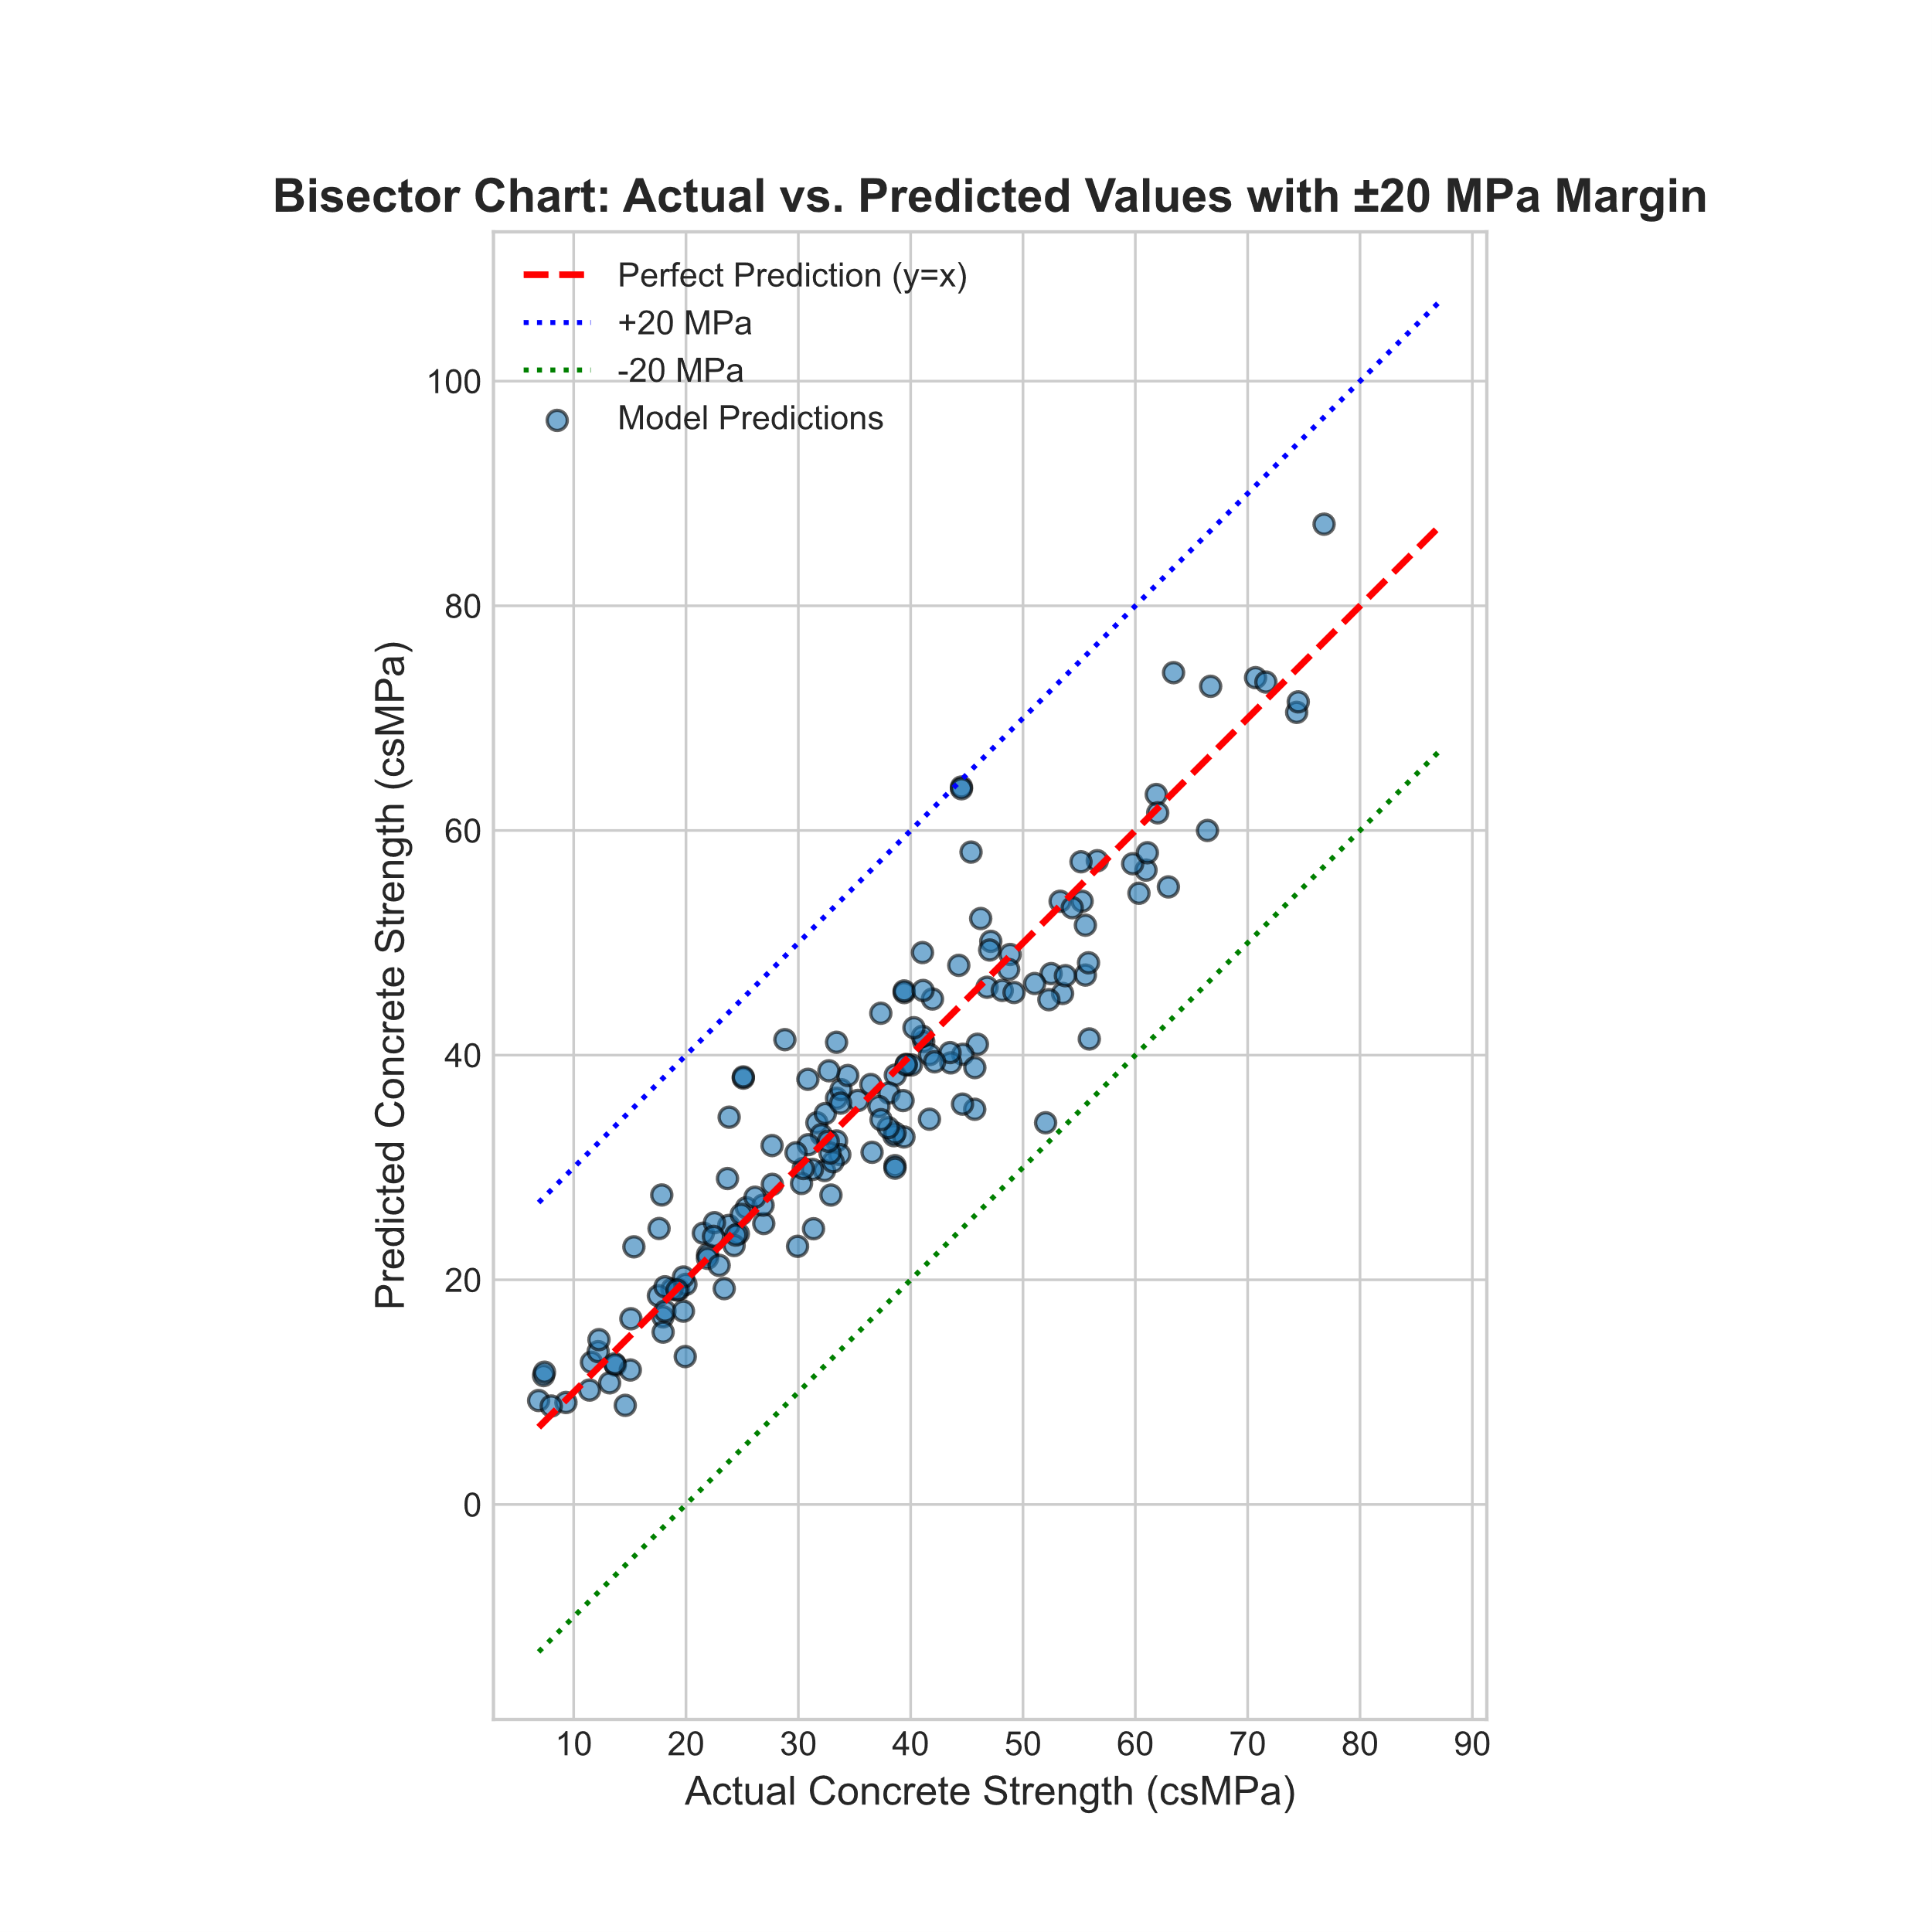 Bisector Chart: Actual vs. Predicted Values with ±20 MPa Margin
Perfect Prediction (y=x)
+20 MPa
-20 MPa
Model Predictions
100
80
60
40
20
0
Predicted Concrete Strength (csMPa)
10 20 30 40 50 60 70 80 90
Actual Concrete Strength (csMPa)